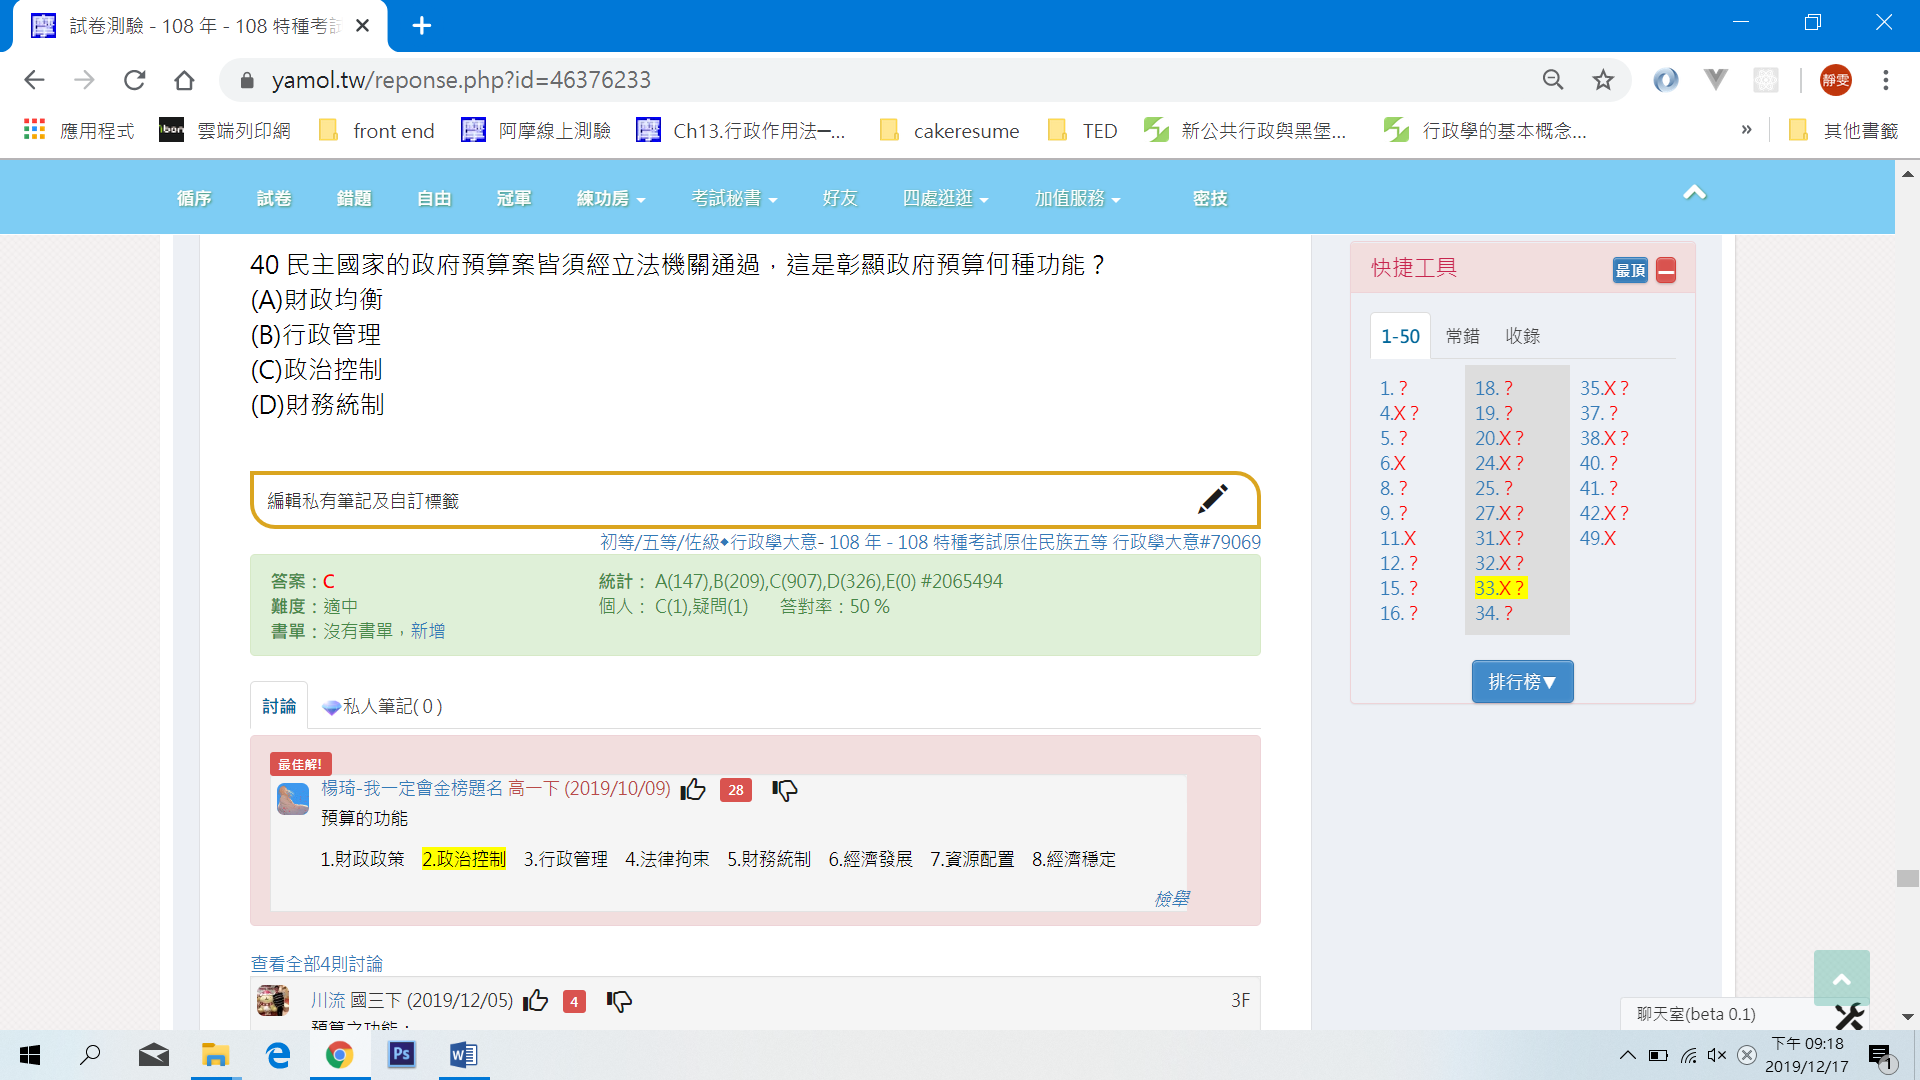 試卷測驗 - 108 年 - 108 特種考試
yamol.tw/reponse.php?id=46376233
靜雯
應用程式
ibon
雲端列印網
front end
阿摩線上測驗
Ch13.行政作用法─...
cakeresume
TED
新公共行政與黑堡...
行政學的基本概念...
»
其他書籤
循序 試卷 錯題 自由 冠軍 練功房 考試秘書 好友 四處逛逛 加值服務 密技
40 民主國家的政府預算案皆須經立法機關通過，這是彰顯政府預算何種功能？
(A)財政均衡
(B)行政管理
(C)政治控制
(D)財務統制
編輯私有筆記及自訂標籤
初等/五等/佐級◆行政學大意- 108 年 - 108 特種考試原住民族五等 行政學大意#79069
答案：C
難度：適中
書單：沒有書單，新增
統計： A(147),B(209),C(907),D(326),E(0) #2065494
個人： C(1),疑問(1) 答對率：50 %
討論 私人筆記( 0 )
最佳解!
楊琦-我一定會金榜題名 高一下 (2019/10/09) 28
預算的功能
1.財政政策 2.政治控制 3.行政管理 4.法律拘束 5.財務統制 6.經濟發展 7.資源配置 8.經濟穩定
檢舉
查看全部4則討論
川流 國三下 (2019/12/05) 4 3F
預算之功能：
快捷工具
最頂
1-50 常錯 收錄
1. ?
4.X ?
5. ?
6.X
8. ?
9. ?
11.X
12. ?
15. ?
16. ?
18. ?
19. ?
20.X ?
24.X ?
25. ?
27.X ?
31.X ?
32.X ?
33.X ?
34. ?
35.X ?
37. ?
38.X ?
40. ?
41. ?
42.X ?
49.X
排行榜▼
聊天室(beta 0.1)
Ps
下午 09:18
2019/12/17
1